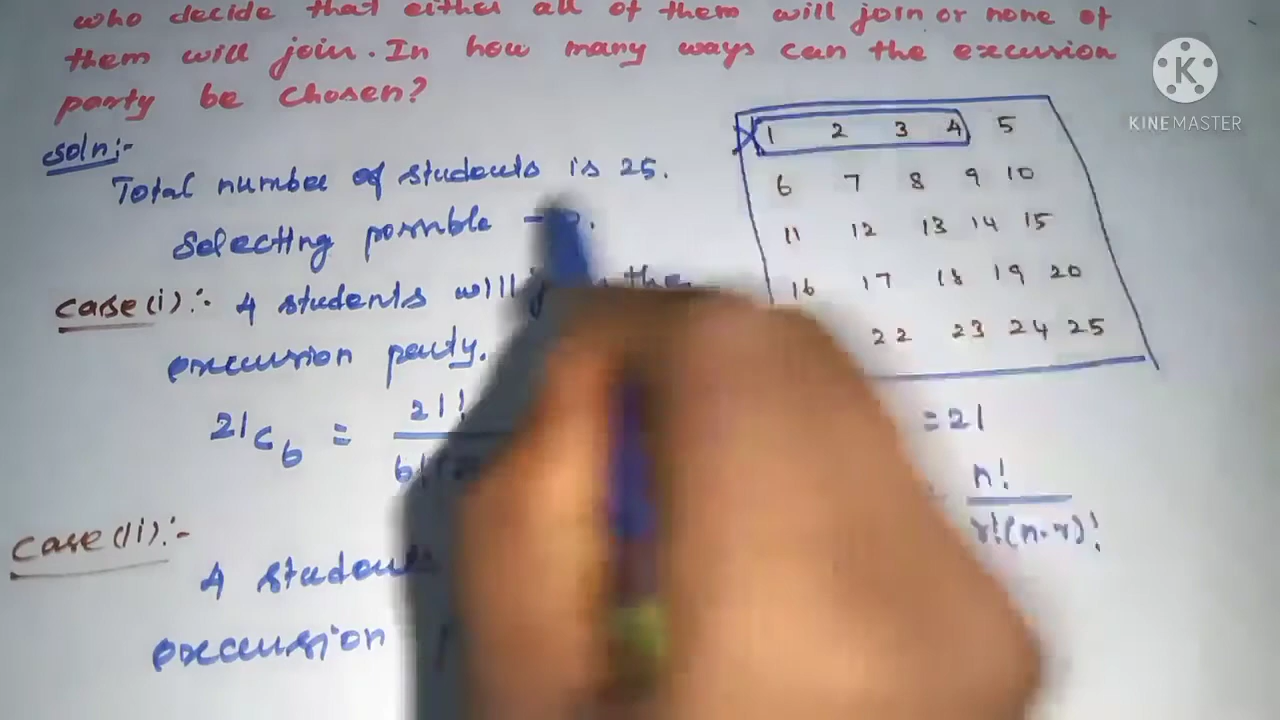 who decide that either all of them will join or none of
them will join. In how many ways can the excursion
party be chosen?
KINEMASTER
soln:-
Total number of students is 25.
Selecting possible
case(i):- 4 students will the
excursion party.
1 2 3 4 5
6 7 8 9 10
11 12 13 14 15
16 17 18 19 20
22 23 24 25
21C6 = 21!
6!
= 21
n!
r!(n-r)!
case(ii):-
4
excursion